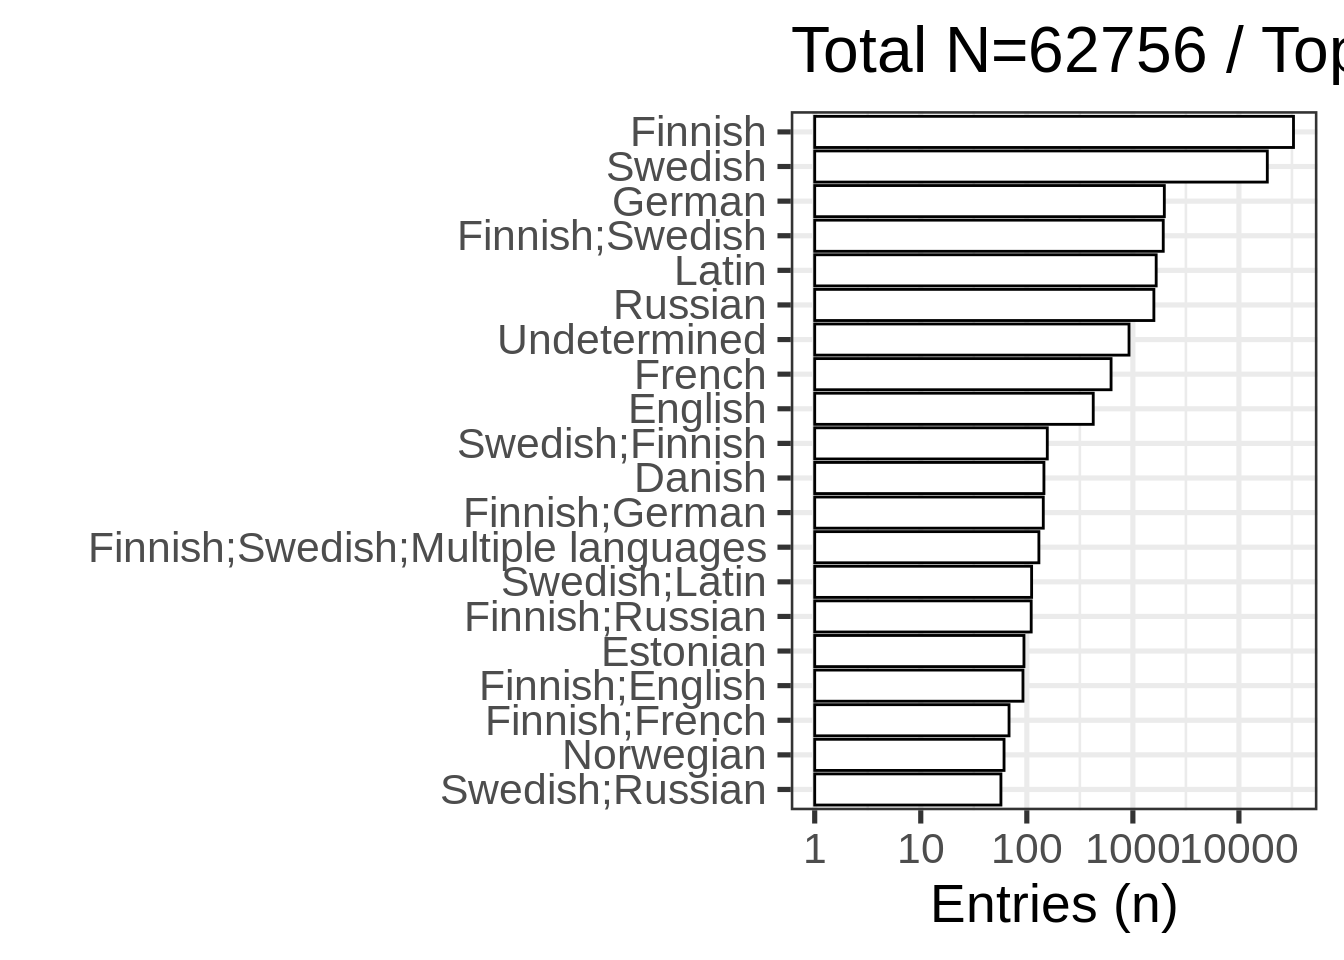 Total N=62756 / Top
Finnish
Swedish
German
Finnish;Swedish
Latin
Russian
Undetermined
French
English
Swedish;Finnish
Danish
Finnish;German
Finnish;Swedish;Multiple languages
Swedish;Latin
Finnish;Russian
Estonian
Finnish;English
Finnish;French
Norwegian
Swedish;Russian
1 10 100 1000 10000
Entries (n)